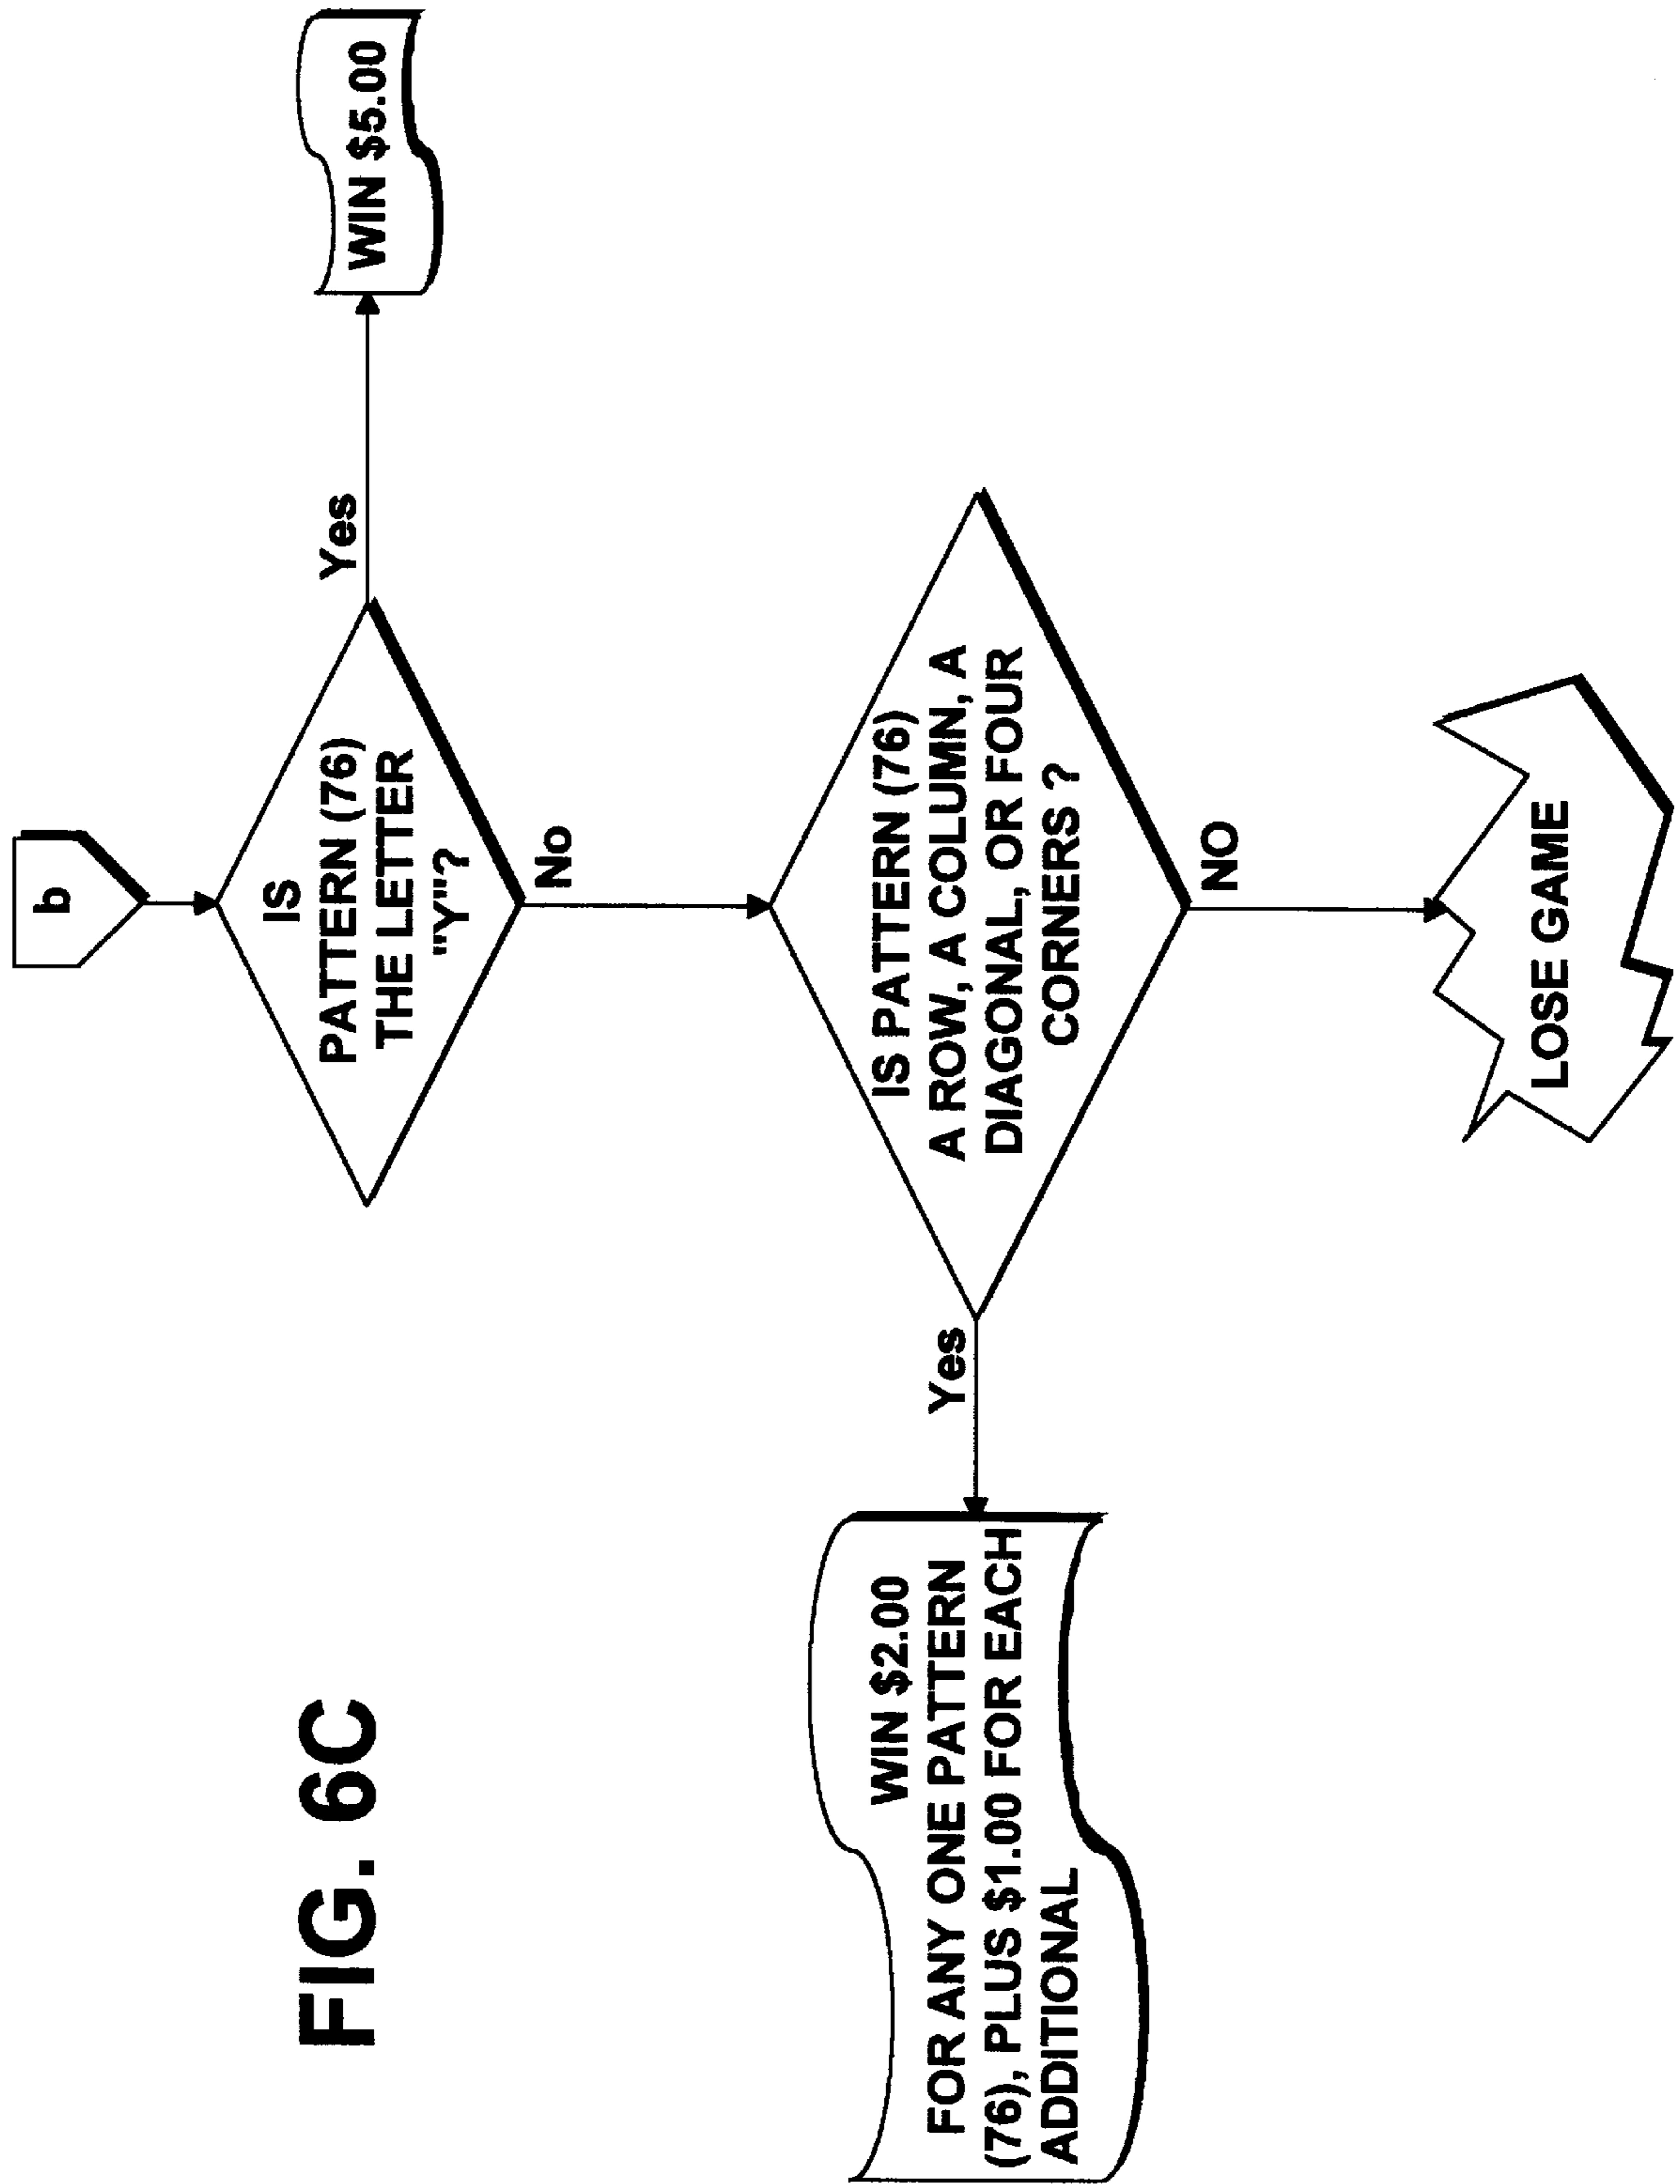 FIG. 6C
b
IS
PATTERN (76)
THE LETTER
"Y"?
Yes
WIN $5.00
No
IS PATTERN (76)
A ROW, A COLUMN, A
DIAGONAL, OR FOUR
CORNERS ?
Yes
WIN $2.00
FOR ANY ONE PATTERN
(76), PLUS $1.00 FOR EACH
ADDITIONAL
NO
LOSE GAME